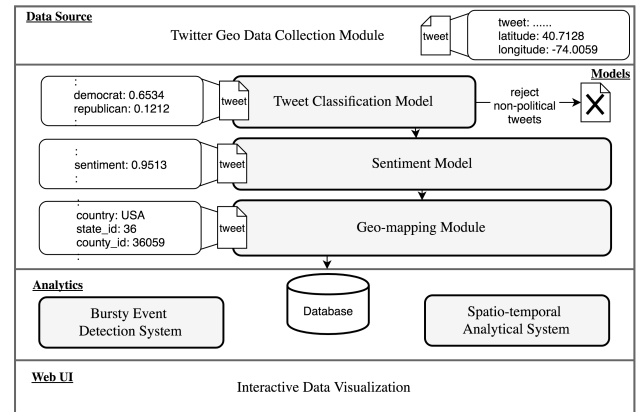 Data Source
Twitter Geo Data Collection Module
tweet
tweet: ......
latitude: 40.7128
longitude: -74.0059
Models
:
democrat: 0.6534
republican: 0.1212
:
tweet
Tweet Classification Model
reject
non-political
tweets
:
sentiment: 0.9513
:
tweet
Sentiment Model
:
country: USA
state_id: 36
county_id: 36059
:
tweet
Geo-mapping Module
Analytics
Bursty Event
Detection System
Database
Spatio-temporal
Analytical System
Web UI
Interactive Data Visualization